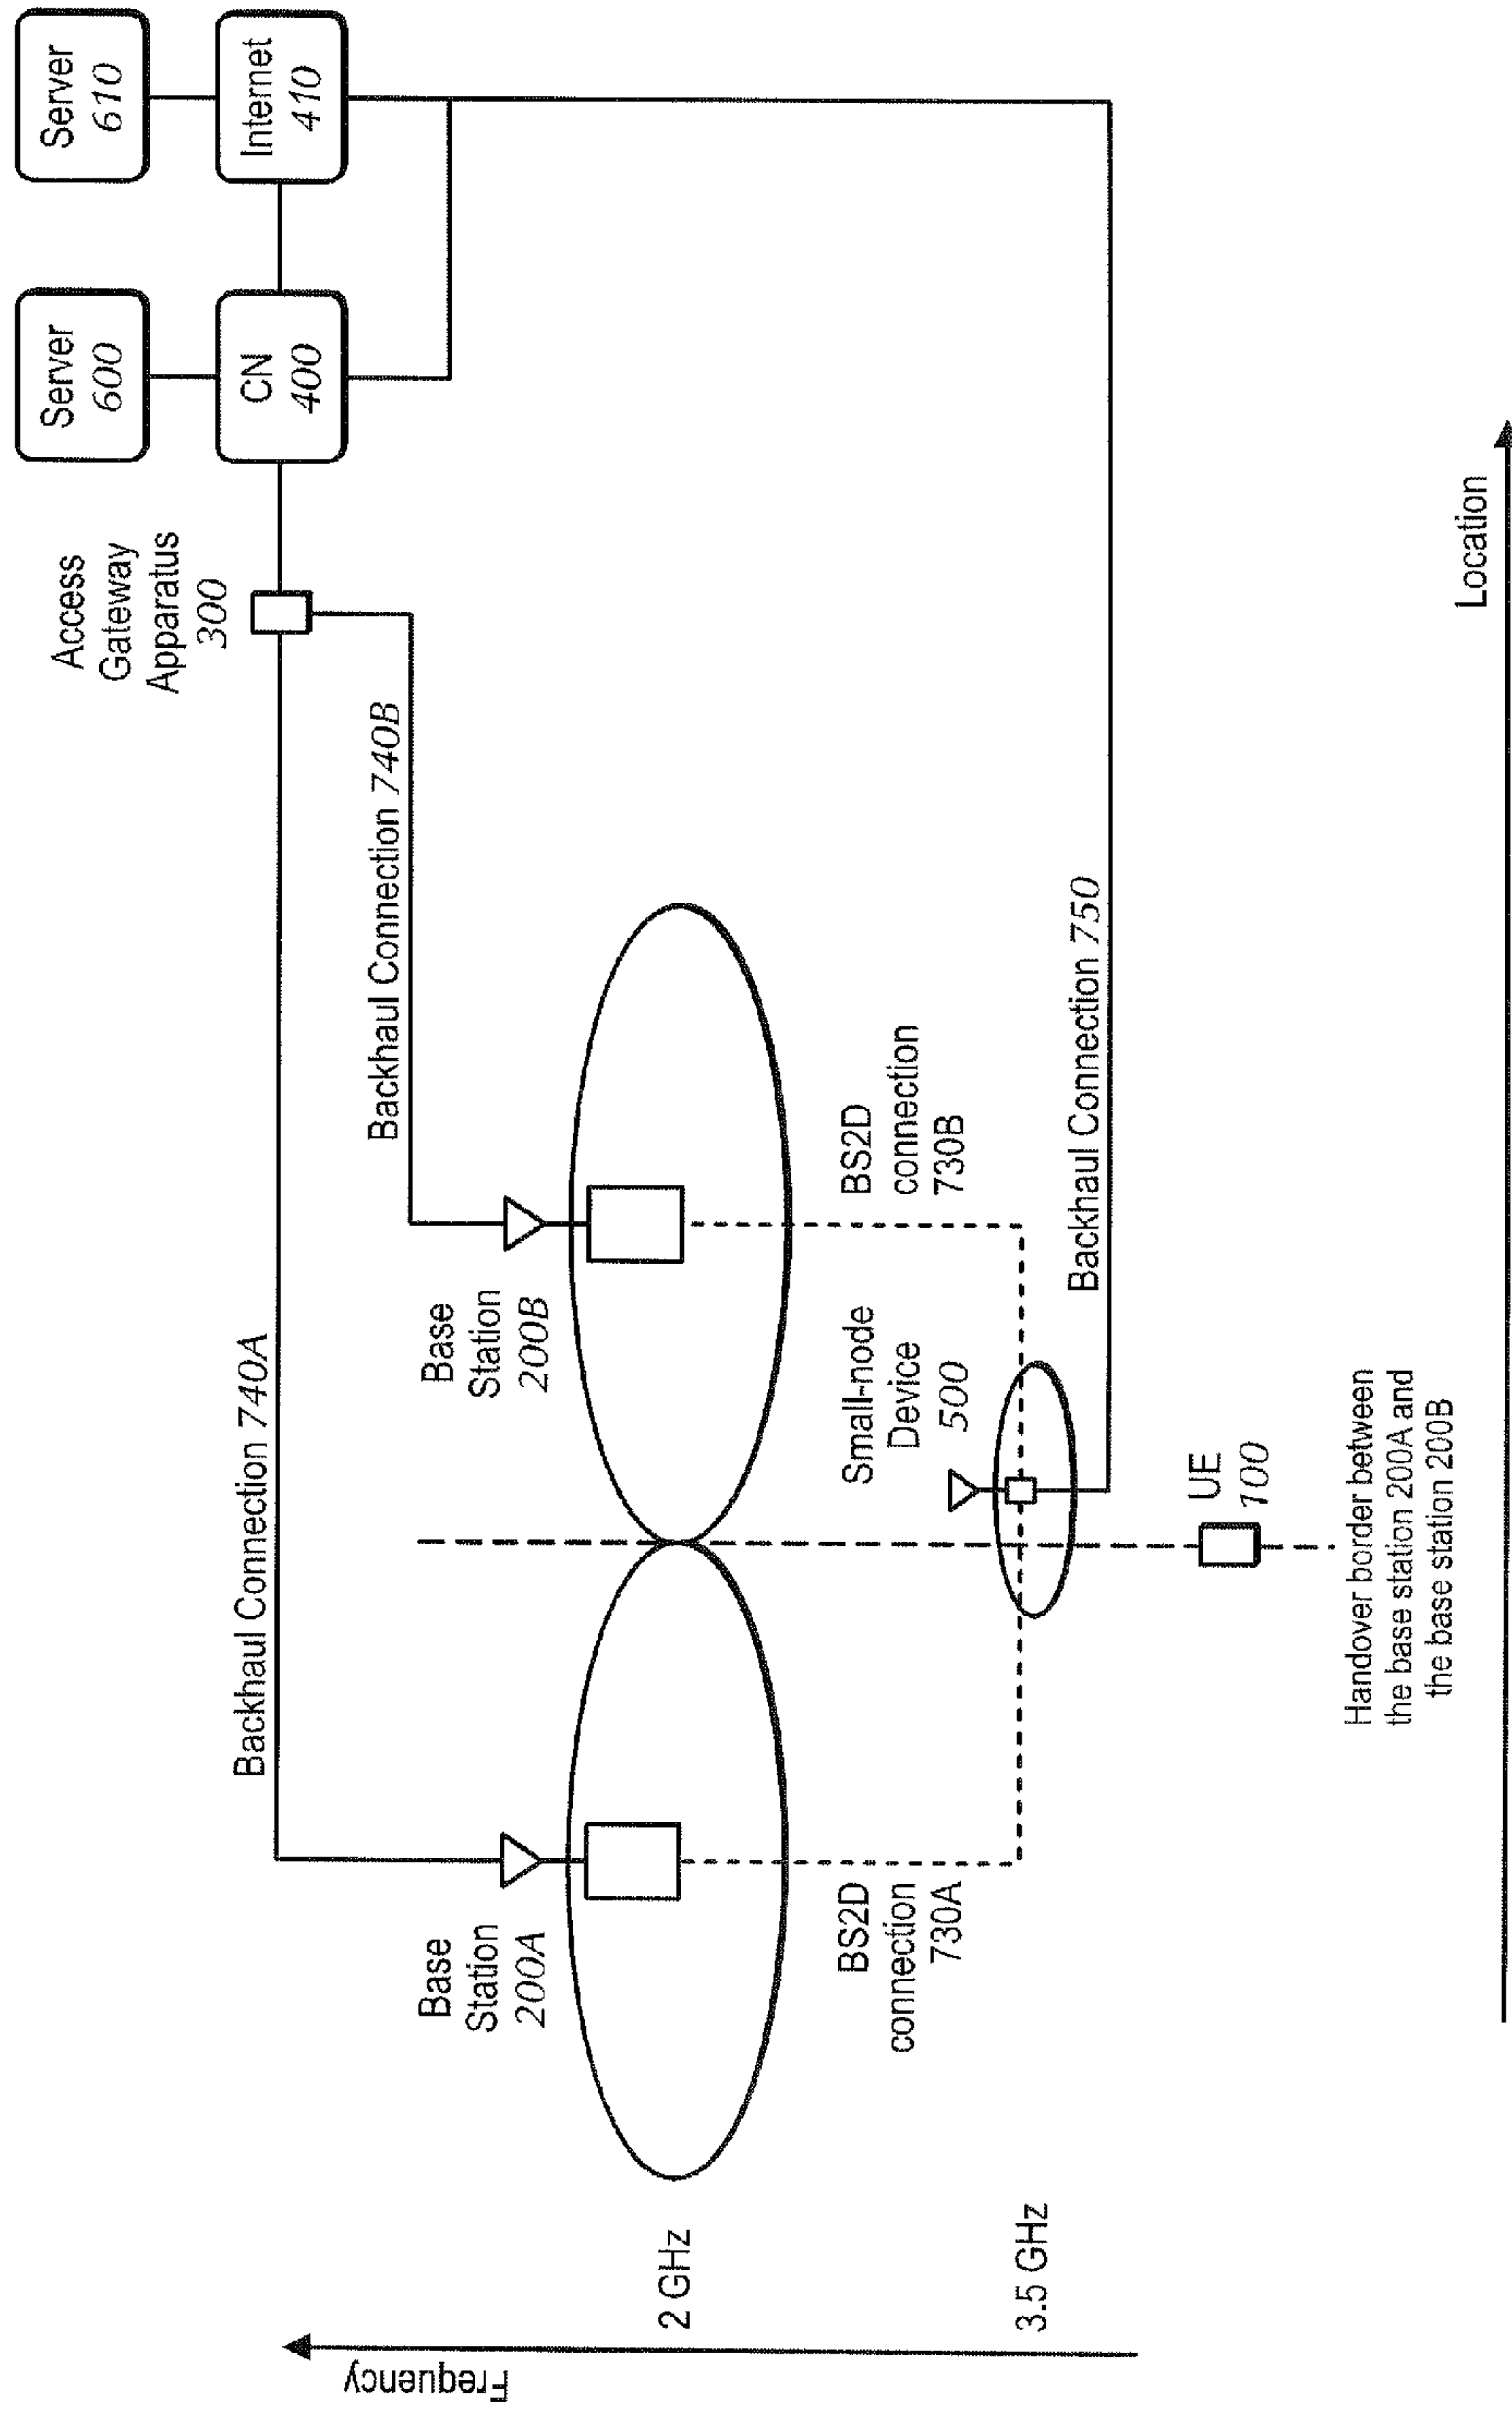 Server
600
Server
610
Access
Gateway
Apparatus
300
CN
400
Internet
410
Backhaul Connection 740A
Backhaul Connection 740B
Base
Station
200A
Base
Station
200B
Frequency
2 GHz
BS2D
connection
730A
Small-node
Device
500
BS2D
connection
730B
3.5 GHz
Backhaul Connection 750
UE
100
Handover border between
the base station 200A and
the base station 200B
Location